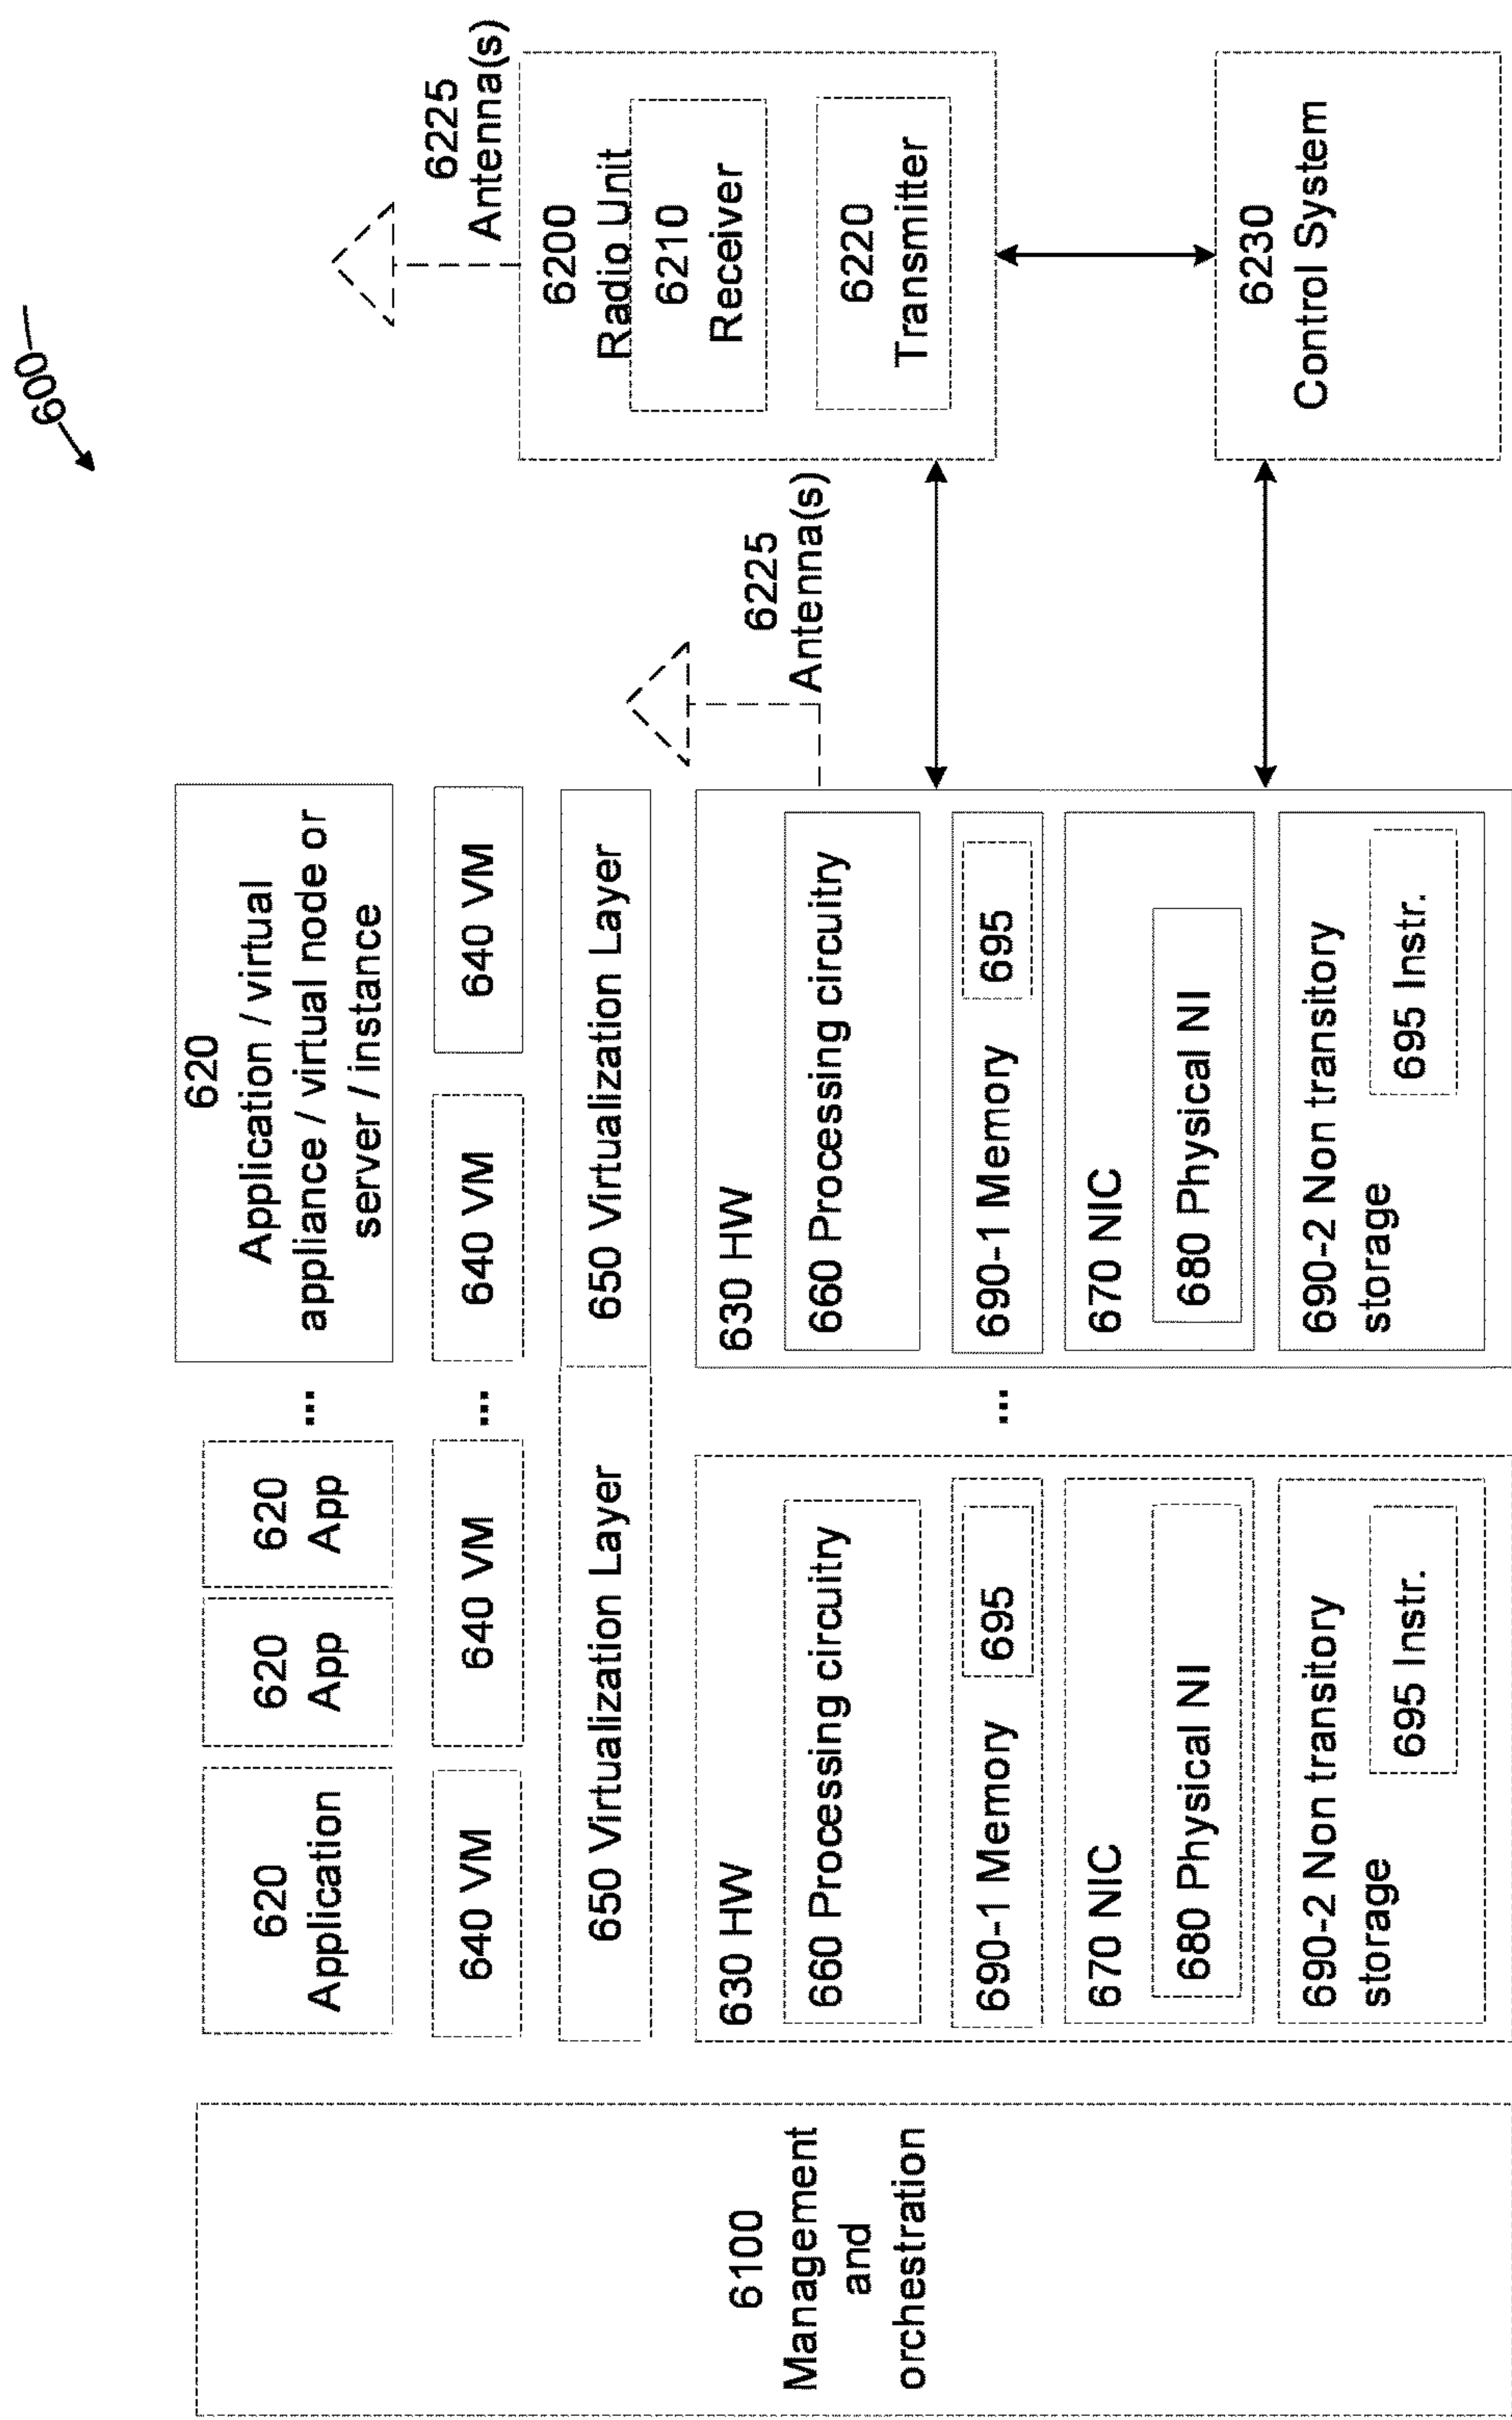 600
6100
Management
and
orchestration
620
Application
620
App
620
App
...
620
Application / virtual
appliance / virtual node or
server / instance
640 VM
640 VM
...
640 VM
640 VM
650 Virtualization Layer
650 Virtualization Layer
630 HW
660 Processing circuitry
690-1 Memory
695
670 NIC
680 Physical NI
690-2 Non transitory
storage
695 Instr.
...
630 HW
660 Processing circuitry
690-1 Memory
695
670 NIC
680 Physical NI
690-2 Non transitory
storage
695 Instr.
6225
Antenna(s)
6225
Antenna(s)
6200
Radio Unit
6210
Receiver
6220
Transmitter
6230
Control System